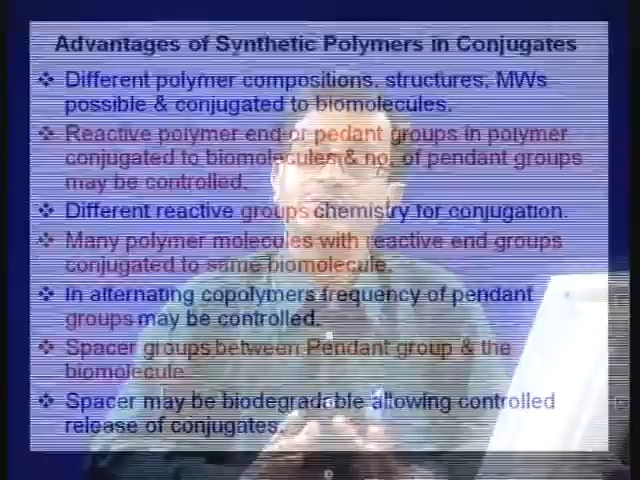 Advantages of Synthetic Polymers in Conjugates
❖ Different polymer compositions, structures, MWs
possible & conjugated to biomolecules.
❖ Reactive polymer end or pedant groups in polymer
conjugated to biomolecules & no. of pendant groups
may be controlled.
❖ Different reactive groups chemistry for conjugation.
❖ Many polymer molecules with reactive end groups
conjugated to same biomolecule.
❖ In alternating copolymers frequency of pendant
groups may be controlled.
❖ Spacer groups between Pendant group & the
biomolecule
❖ Spacer may be biodegradable allowing controlled
release of conjugates.